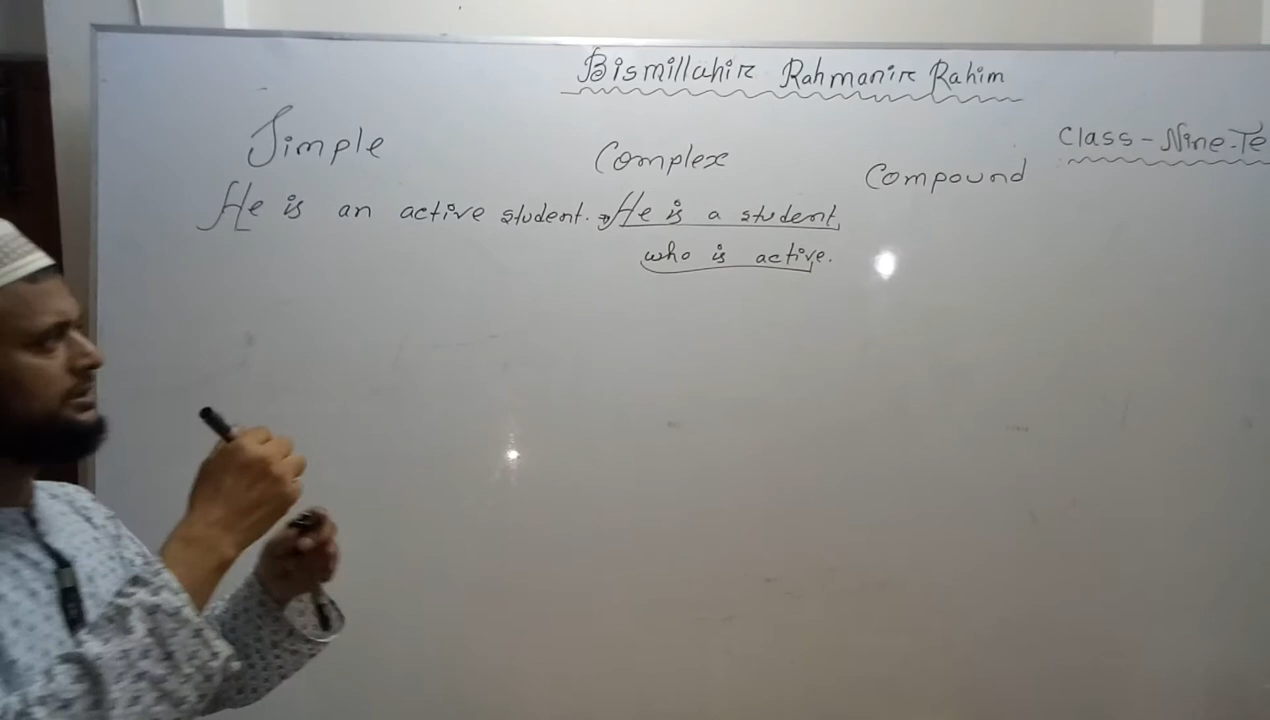 Bismillahir Rahmanir Rahim
Class - Nine-Te
Simple
Complex
Compound
He is an active student.
He is a student,
who is active.